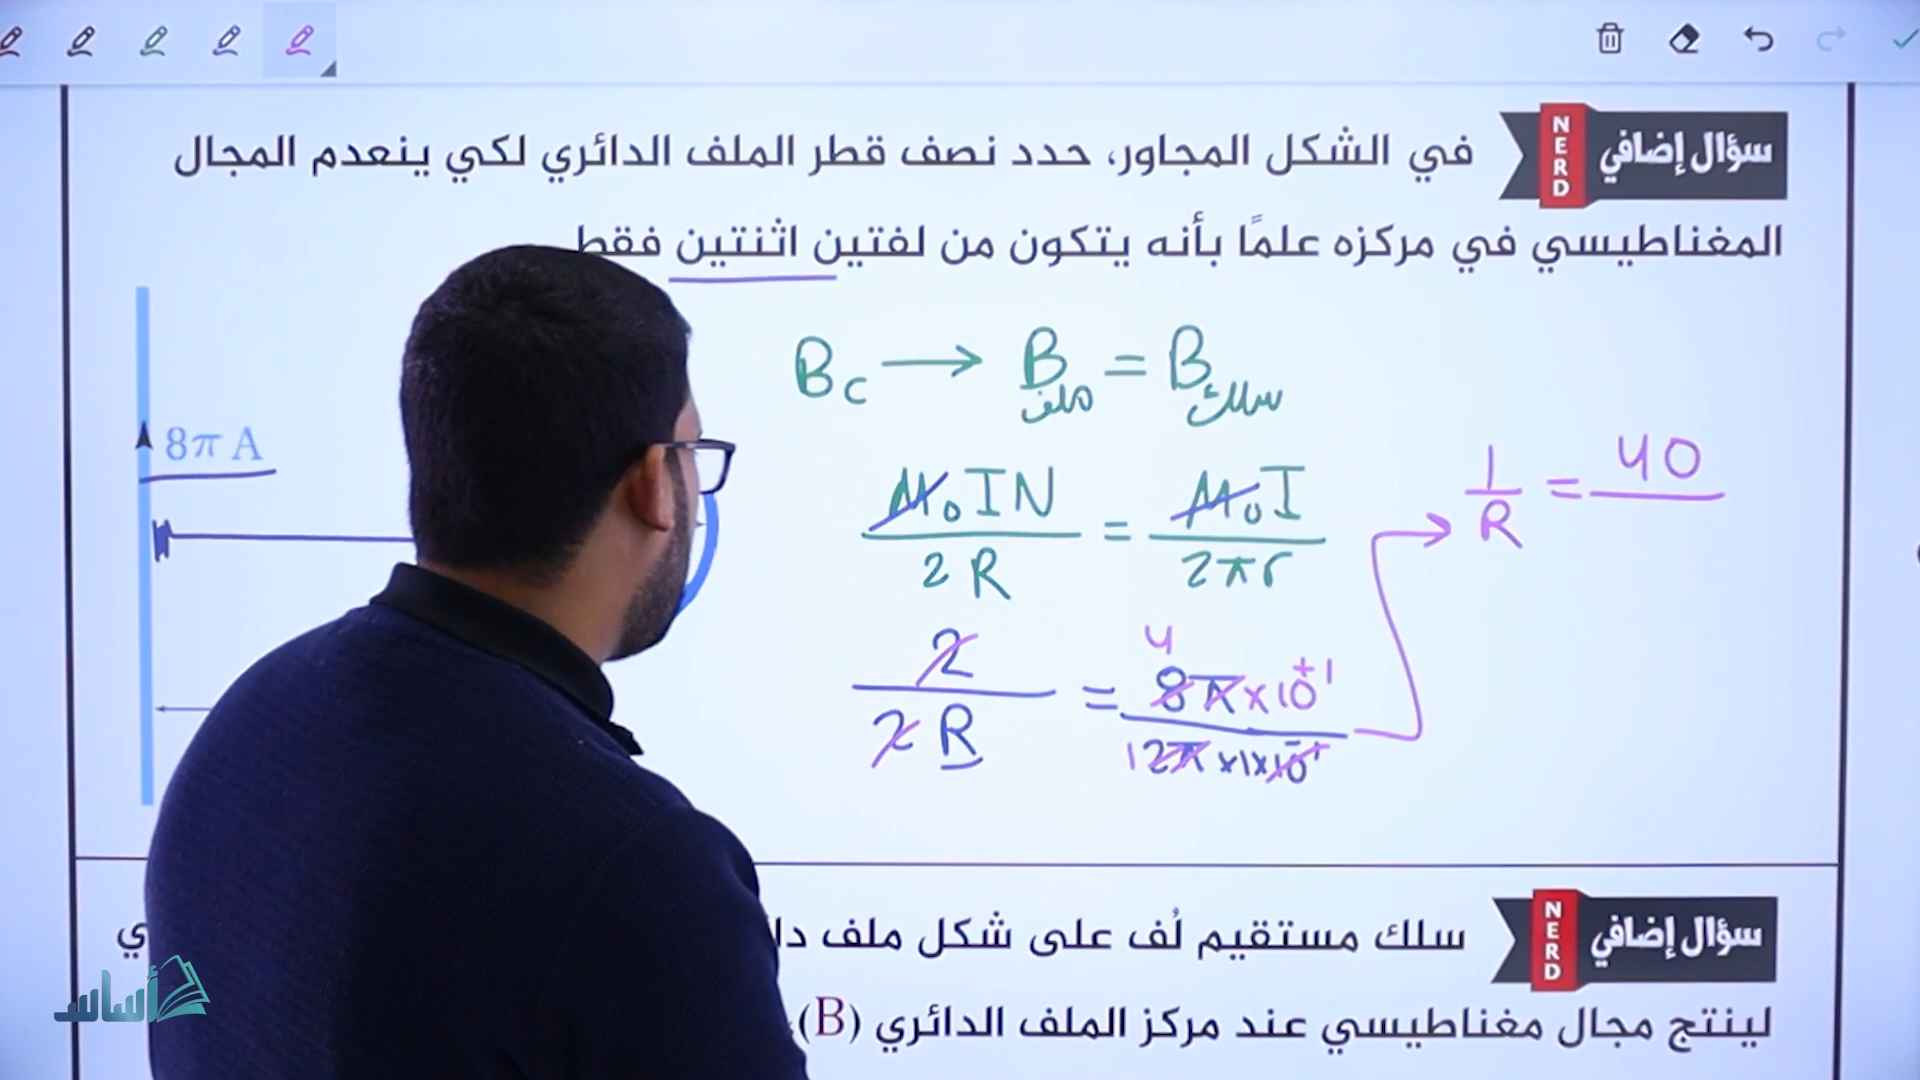 سؤال إضافي NERD في الشكل المجاور، حدد نصف قطر الملف الدائري لكي ينعدم المجال
المغناطيسي في مركزه علمًا بأنه يتكون من لفتين اثنتين فقط
8π A
B_C → B ملف = B سلك
μ₀IN / 2R = μ₀I / 2πr
2 / 2R = 4 8π×10⁺¹ / 12π×1×10⁻¹
1/R = 40
سؤال إضافي NERD سلك مستقيم لُف على شكل ملف
لينتج مجال مغناطيسي عند مركز الملف الدائري (B)،
أساس